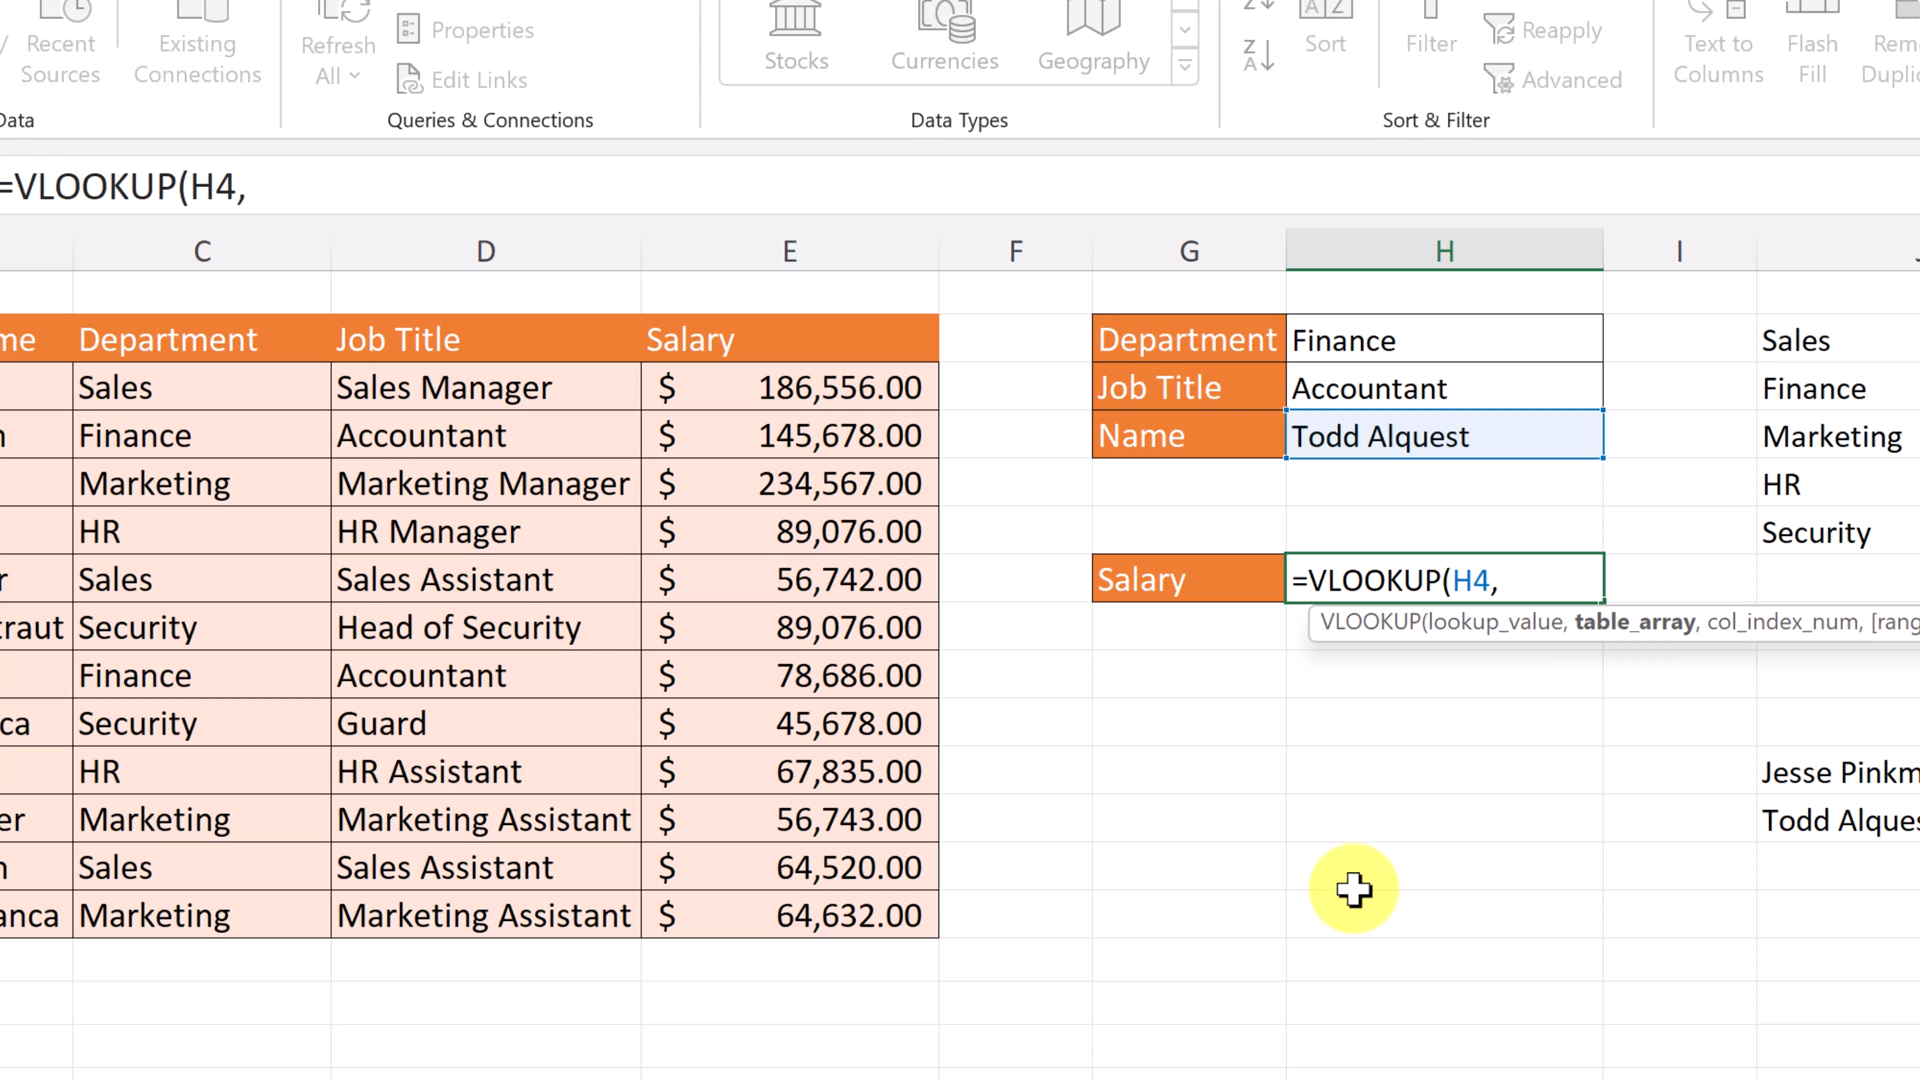 Recent Sources
Existing Connections
Refresh All
Properties
Edit Links
Stocks
Currencies
Geography
Z
A
Sort
Filter
Reapply
Advanced
Text to Columns
Flash Fill
Data
Queries & Connections
Data Types
Sort & Filter
=VLOOKUP(H4,
C D E F G H I
Department Job Title Salary Department Finance Sales
Sales Sales Manager $ 186,556.00 Job Title Accountant Finance
Finance Accountant $ 145,678.00 Name Todd Alquest Marketing
Marketing Marketing Manager $ 234,567.00 HR
HR HR Manager $ 89,076.00 Security
Sales Sales Assistant $ 56,742.00 Salary =VLOOKUP(H4,
Security Head of Security $ 89,076.00 VLOOKUP(lookup_value, table_array, col_index_num, [rang
Finance Accountant $ 78,686.00
Security Guard $ 45,678.00
HR HR Assistant $ 67,835.00 Jesse Pinkm
Marketing Marketing Assistant $ 56,743.00 Todd Alques
Sales Sales Assistant $ 64,520.00
Marketing Marketing Assistant $ 64,632.00